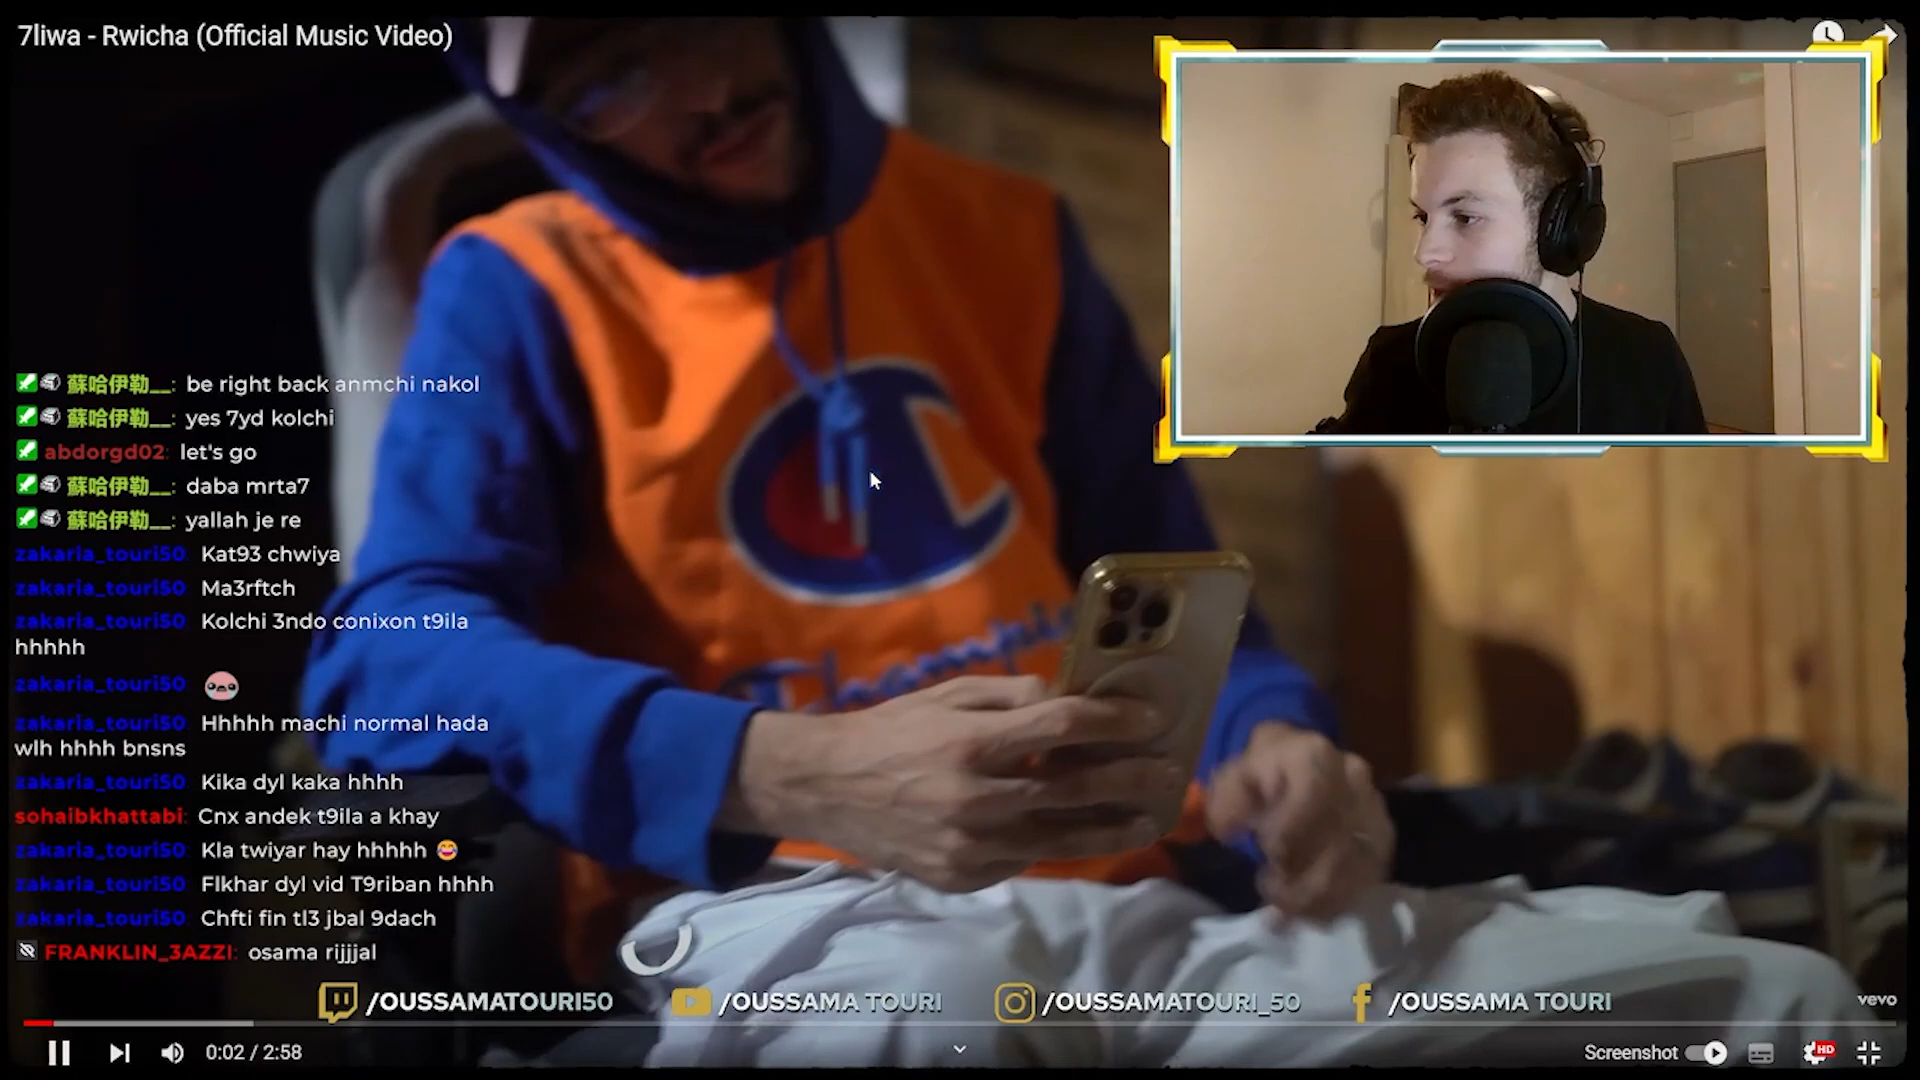 7liwa - Rwicha (Official Music Video)
蘇哈伊勒__: be right back anmchi nakol
蘇哈伊勒__: yes 7yd kolchi
abdorgd02: let's go
蘇哈伊勒__: daba mrta7
蘇哈伊勒__: yallah je re
zakaria_touri50: Kat93 chwiya
zakaria_touri50: Ma3rftch
zakaria_touri50: Kolchi 3ndo conixon t9ila
hhhhh
zakaria_touri50:
zakaria_touri50: Hhhhh machi normal hada
wlh hhhh bnsns
zakaria_touri50: Kika dyl kaka hhhh
sohaibkhattabi: Cnx andek t9ila a khay
zakaria_touri50: Kla twiyar hay hhhhh 😂
zakaria_touri50: Flkhar dyl vid T9riban hhhh
zakaria_touri50: Chfti fin tl3 jbal 9dach
FRANKLIN_3AZZI: osama rijjjal
Champion
/OUSSAMATOURI50 /OUSSAMA TOURI /OUSSAMATOURI_50 /OUSSAMA TOURI
vevo
0:02 / 2:58
Screenshot
HD